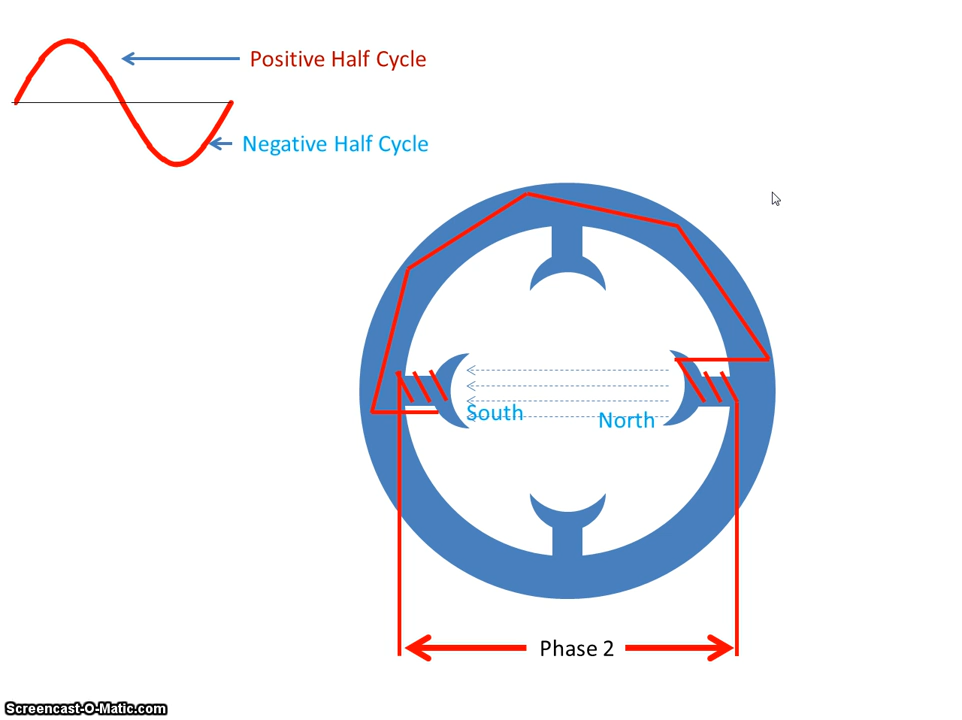 Positive Half Cycle
Negative Half Cycle
South
North
Phase 2
Screencast-O-Matic.com